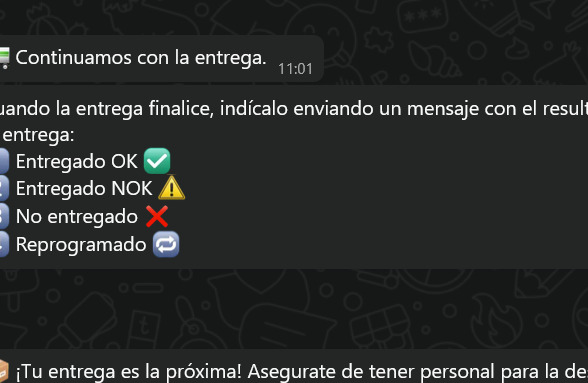 Continuamos con la entrega. 11:01
uando la entrega finalice, indícalo enviando un mensaje con el result
entrega:
Entregado OK ✅
Entregado NOK ⚠️
No entregado ❌
Reprogramado 🔁
¡Tu entrega es la próxima! Asegurate de tener personal para la de